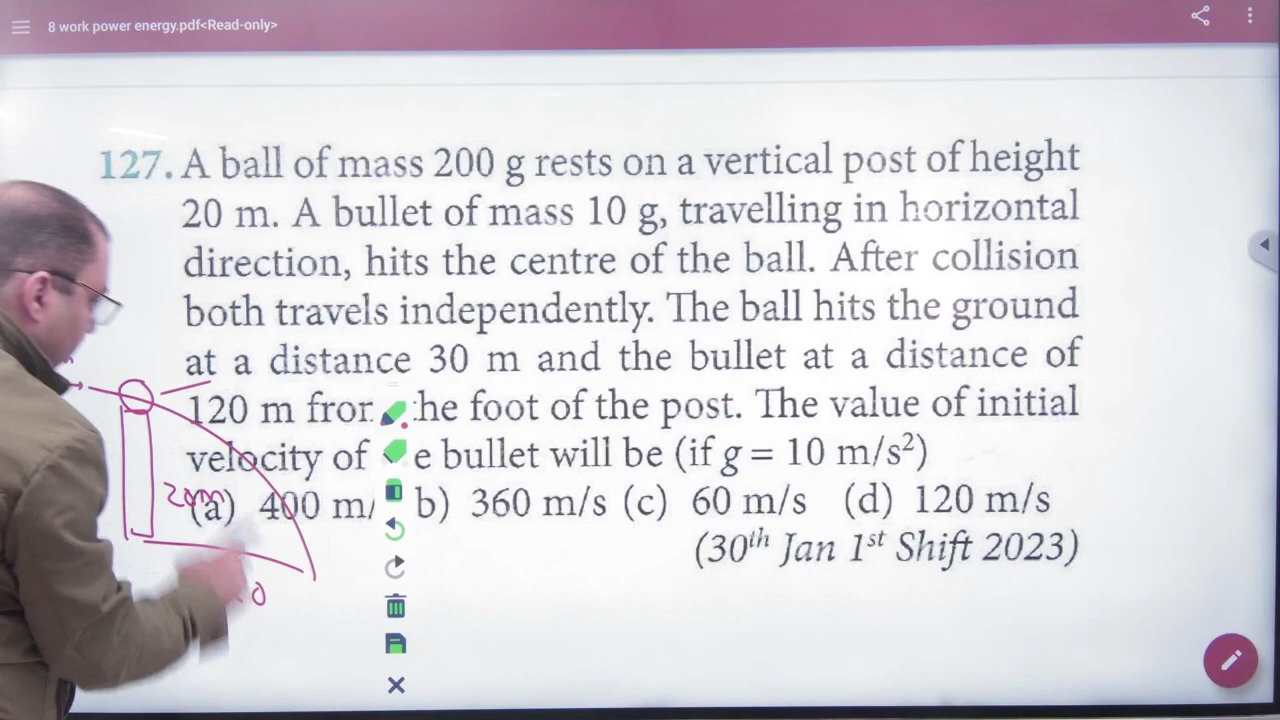 8 work power energy.pdf<Read-only>
127. A ball of mass 200 g rests on a vertical post of height
20 m. A bullet of mass 10 g, travelling in horizontal
direction, hits the centre of the ball. After collision
both travels independently. The ball hits the ground
at a distance 30 m and the bullet at a distance of
120 m fror he foot of the post. The value of initial
velocity of e bullet will be (if g = 10 m/s²)
20m
(a) 400 m/ b) 360 m/s (c) 60 m/s (d) 120 m/s
(30th Jan 1st Shift 2023)
0